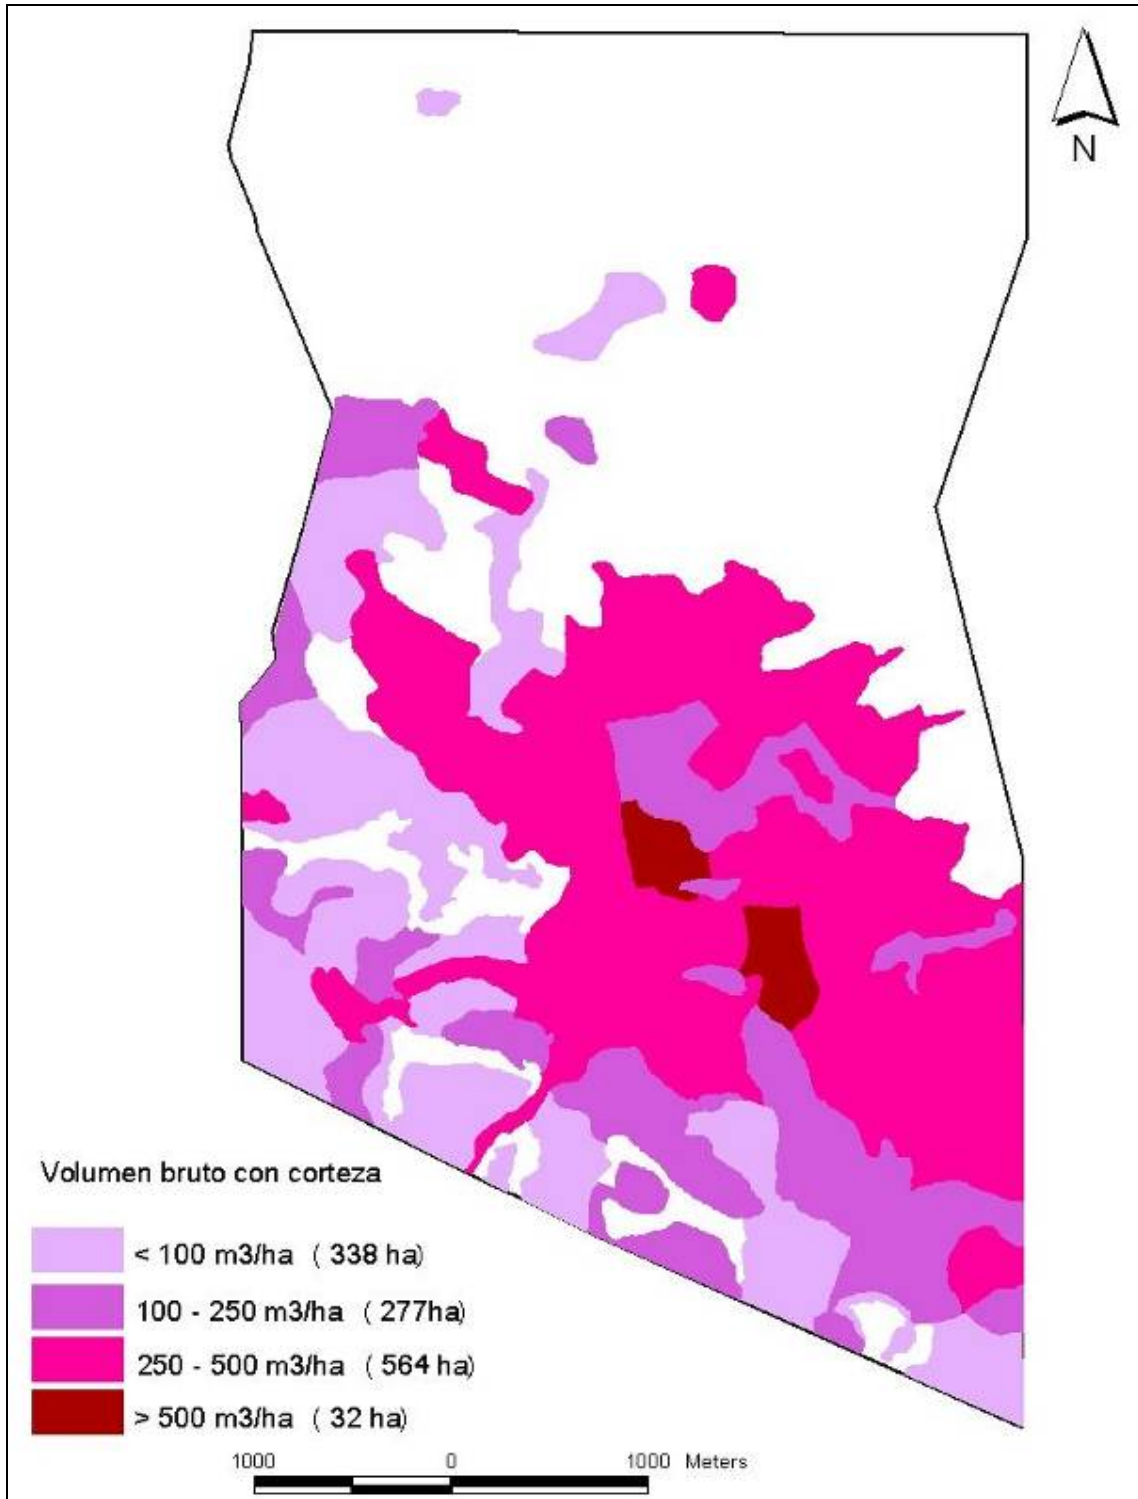 N
Volumen bruto con corteza
< 100 m3/ha ( 338 ha)
100 - 250 m3/ha ( 277ha)
250 - 500 m3/ha ( 564 ha)
> 500 m3/ha ( 32 ha)
1000 0 1000 Meters